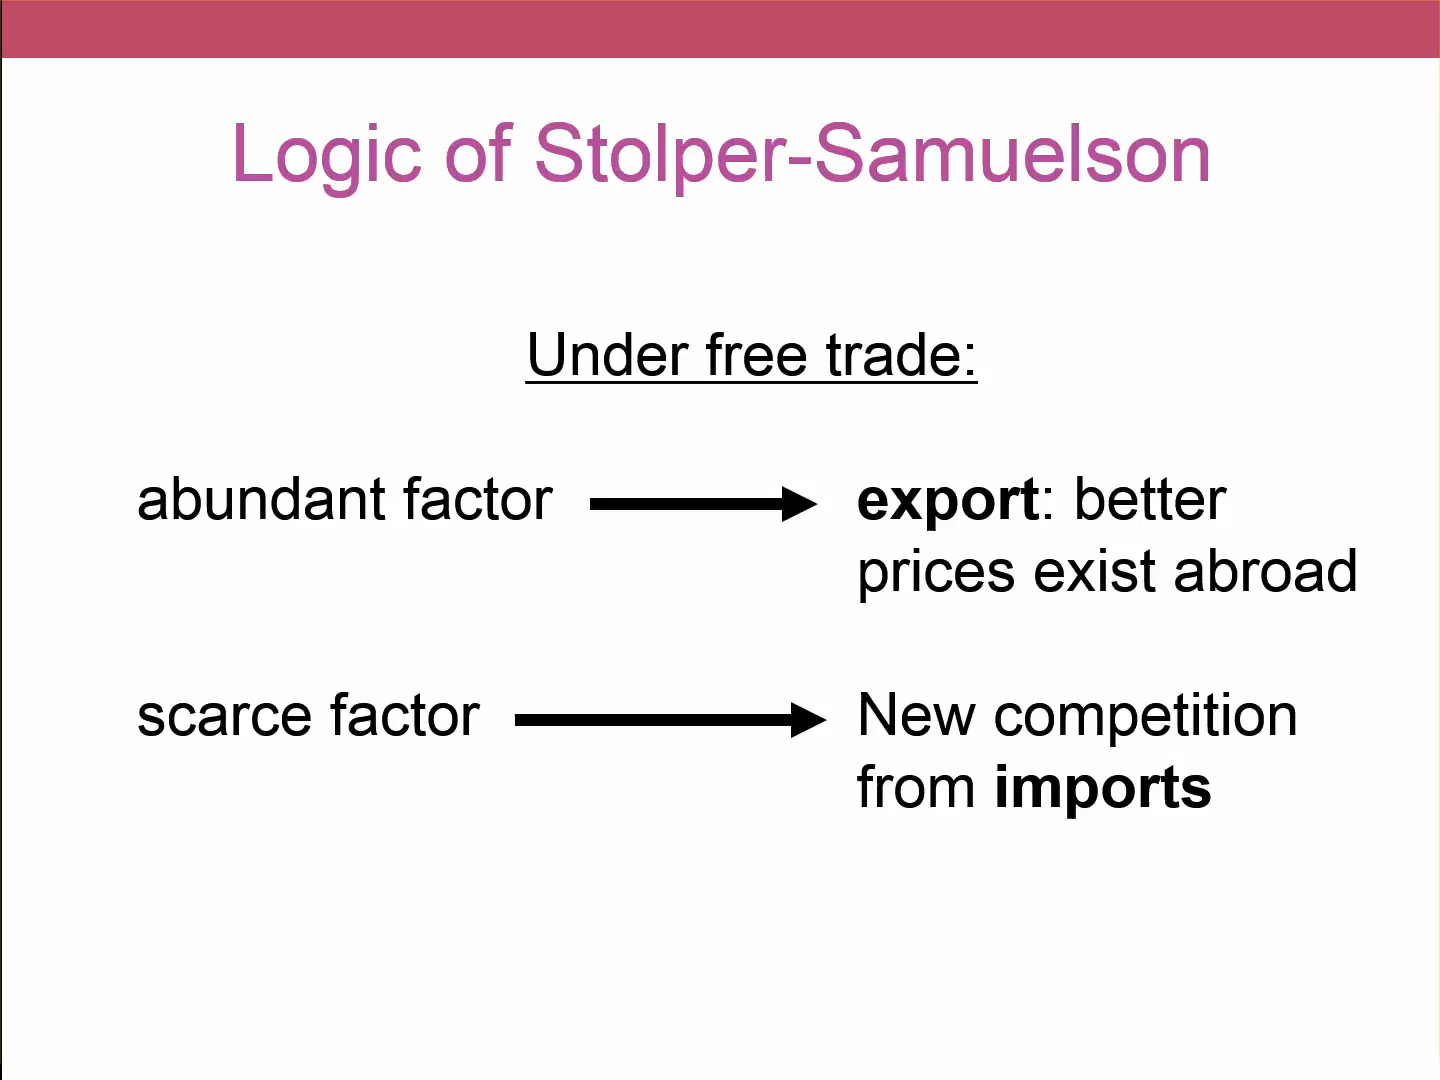 Logic of Stolper-Samuelson
Under free trade:
abundant factor
export: better
prices exist abroad
scarce factor
New competition
from imports